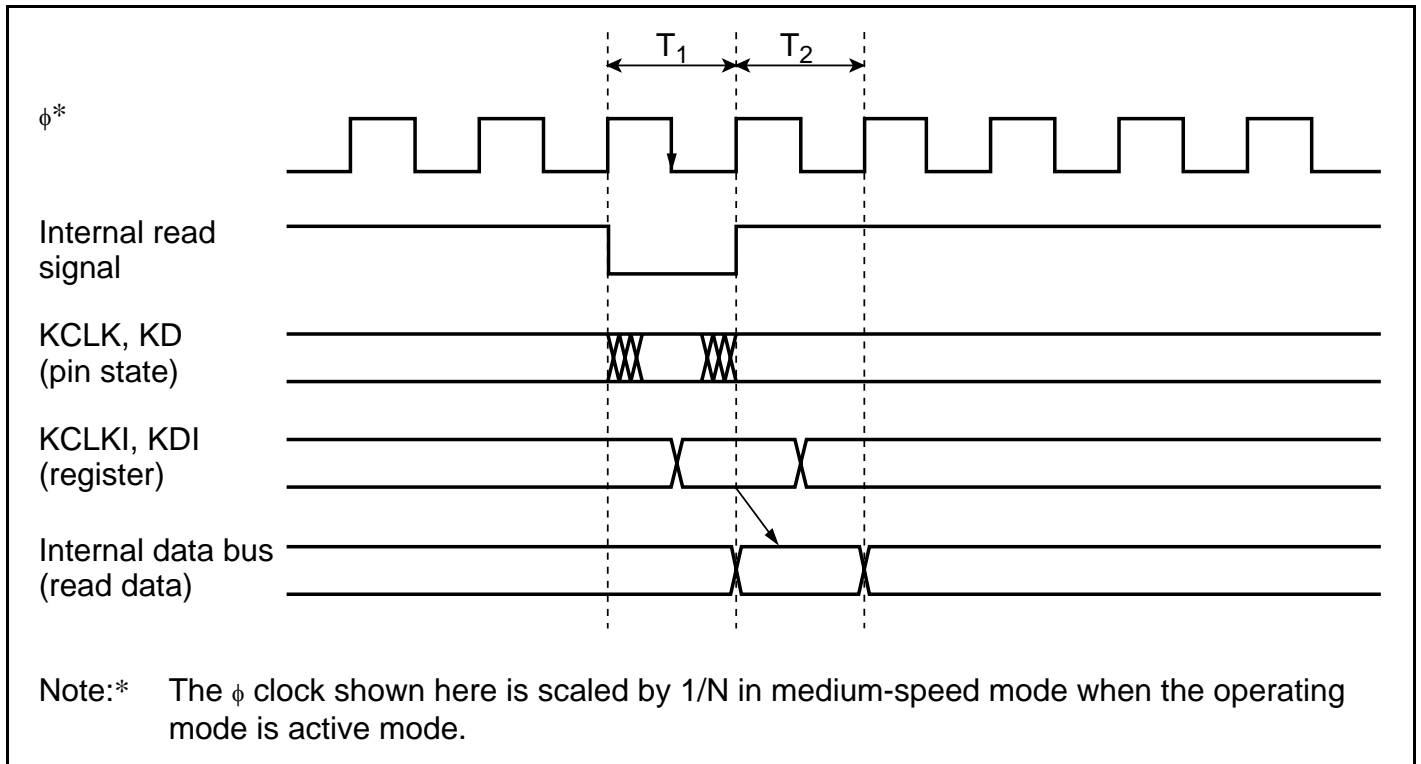 T1 T2
ϕ*
Internal read
signal
KCLK, KD
(pin state)
KCLKI, KDI
(register)
Internal data bus
(read data)
Note:* The ϕ clock shown here is scaled by 1/N in medium-speed mode when the operating
mode is active mode.